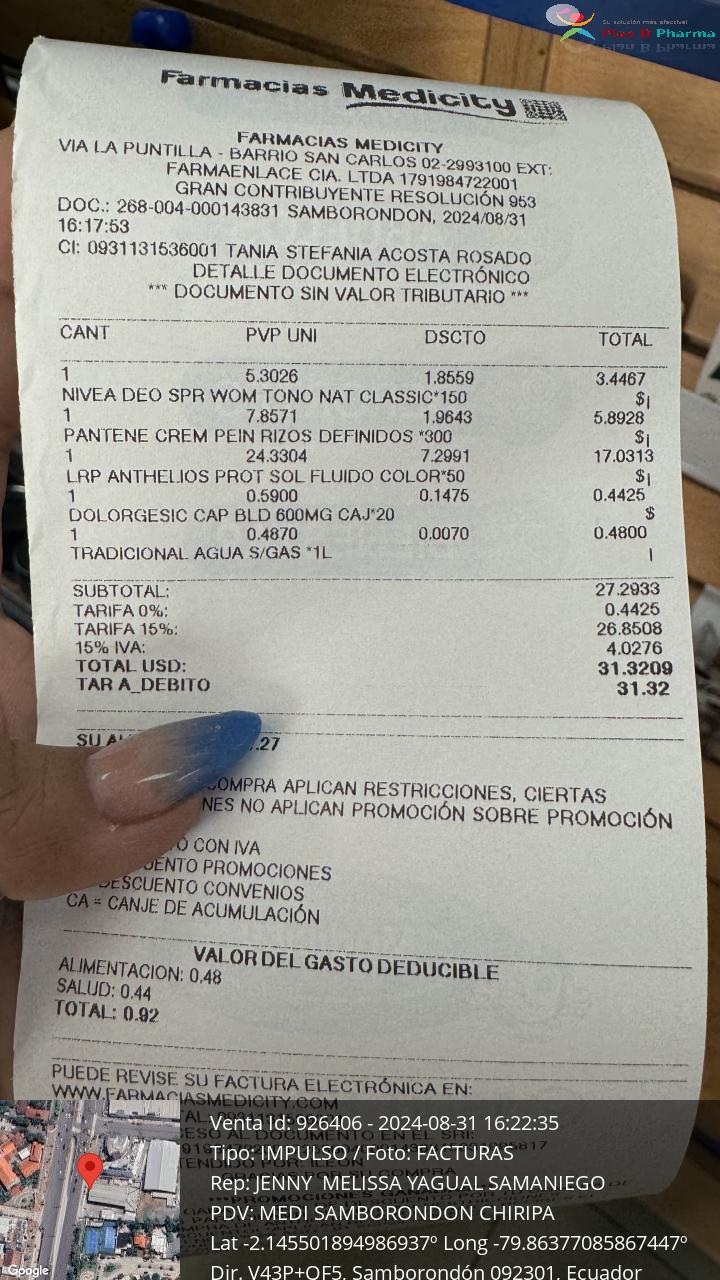 Su solución más efectiva!
Plan B Pharma
Farmacias Medicity
FARMACIAS MEDICITY
VIA LA PUNTILLA - BARRIO SAN CARLOS 02-2993100 EXT:
FARMAENLACE CIA. LTDA 1791984722001
GRAN CONTRIBUYENTE RESOLUCIÓN 953
DOC.: 268-004-000143831 SAMBORONDON, 2024/08/31
16:17:53
CI: 0931131536001 TANIA STEFANIA ACOSTA ROSADO
DETALLE DOCUMENTO ELECTRÓNICO
*** DOCUMENTO SIN VALOR TRIBUTARIO ***
CANT PVP UNI DSCTO TOTAL
1 5.3026 1.8559 3.4467
NIVEA DEO SPR WOM TONO NAT CLASSIC*150 $|
1 7.8571 1.9643 5.8928
PANTENE CREM PEIN RIZOS DEFINIDOS *300 $|
1 24.3304 7.2991 17.0313
LRP ANTHELIOS PROT SOL FLUIDO COLOR*50 $|
1 0.5900 0.1475 0.4425
DOLORGESIC CAP BLD 600MG CAJ*20 $
1 0.4870 0.0070 0.4800
TRADICIONAL AGUA S/GAS *1L |
SUBTOTAL: 27.2933
TARIFA 0%: 0.4425
TARIFA 15%: 26.8508
15% IVA: 4.0276
TOTAL USD: 31.3209
TAR A_DEBITO 31.32
SU .27
COMPRA APLICAN RESTRICCIONES, CIERTAS
NES NO APLICAN PROMOCIÓN SOBRE PROMOCIÓN
O CON IVA
UENTO PROMOCIONES
DESCUENTO CONVENIOS
CA = CANJE DE ACUMULACIÓN
VALOR DEL GASTO DEDUCIBLE
ALIMENTACION: 0.48
SALUD: 0.44
TOTAL: 0.92
PUEDE REVISE SU FACTURA ELECTRÓNICA EN:
WWW.FARMACIASMEDICITY.COM
Venta Id: 926406 - 2024-08-31 16:22:35
Tipo: IMPULSO / Foto: FACTURAS
Rep: JENNY MELISSA YAGUAL SAMANIEGO
PDV: MEDI SAMBORONDON CHIRIPA
Lat -2.145501894986937º Long -79.86377085867447º
Dir. V43P+QF5, Samborondón 092301, Ecuador
Google